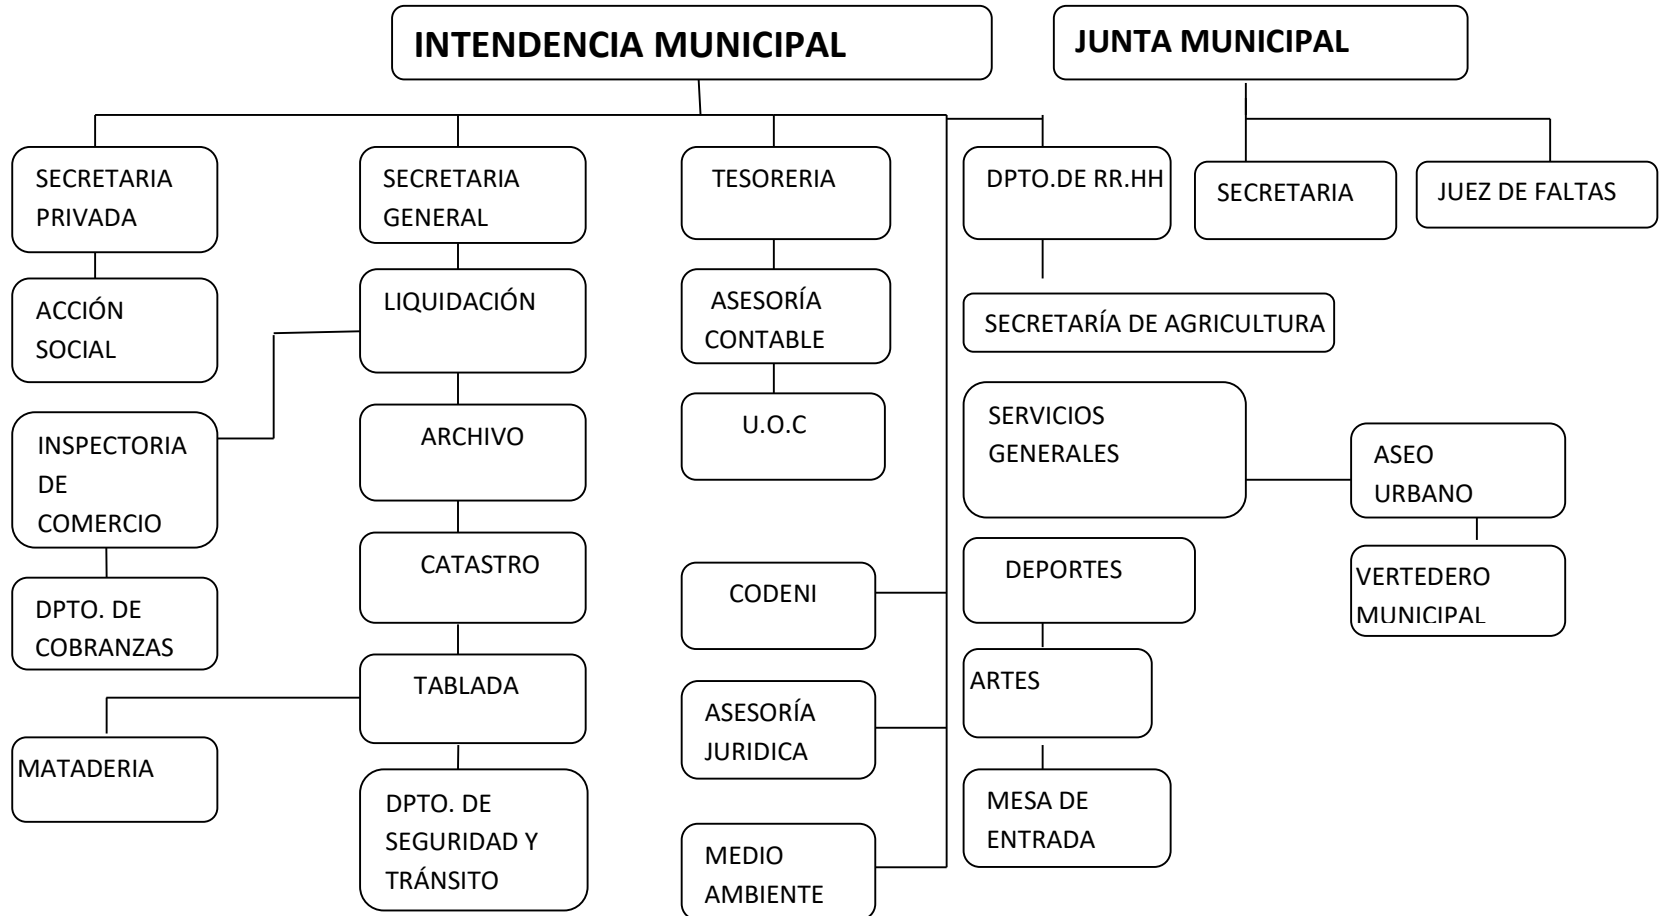 INTENDENCIA MUNICIPAL
JUNTA MUNICIPAL
SECRETARIA
PRIVADA
SECRETARIA
GENERAL
TESORERIA
DPTO.DE RR.HH
SECRETARIA
JUEZ DE FALTAS
ACCIÓN
SOCIAL
LIQUIDACIÓN
ASESORÍA
CONTABLE
SECRETARÍA DE AGRICULTURA
INSPECTORIA
DE
COMERCIO
ARCHIVO
U.O.C
SERVICIOS
GENERALES
ASEO
URBANO
DPTO. DE
COBRANZAS
CATASTRO
CODENI
DEPORTES
VERTEDERO
MUNICIPAL
TABLADA
ASESORÍA
JURIDICA
ARTES
MATADERIA
DPTO. DE
SEGURIDAD Y
TRÁNSITO
MEDIO
AMBIENTE
MESA DE
ENTRADA